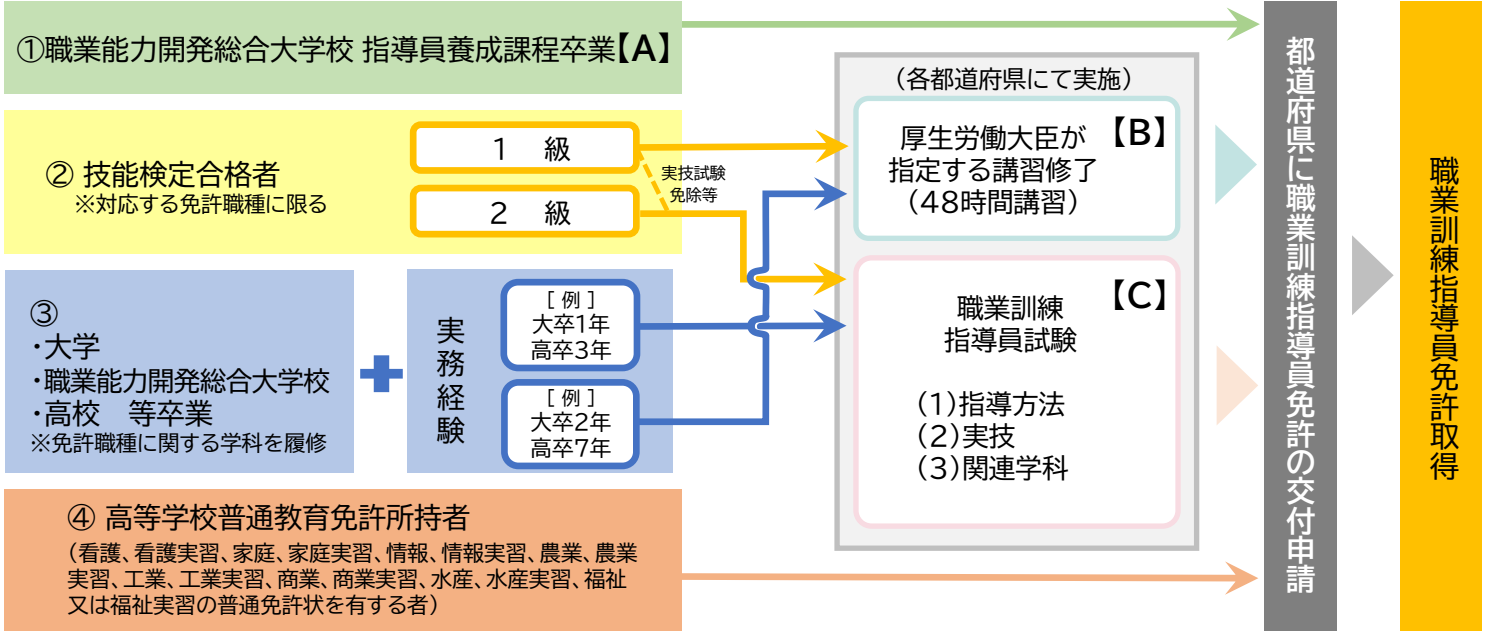 ①職業能力開発総合大学校 指導員養成課程卒業【A】
② 技能検定合格者
※対応する免許職種に限る
1 級
2 級
実技試験
免除等
③
・大学
・職業能力開発総合大学校
・高校　等卒業
※免許職種に関する学科を履修
実務経験
[ 例 ]
大卒1年
高卒3年
[ 例 ]
大卒2年
高卒7年
④ 高等学校普通教育免許所持者
（看護、看護実習、家庭、家庭実習、情報、情報実習、農業、農業
実習、工業、工業実習、商業、商業実習、水産、水産実習、福祉
又は福祉実習の普通免許状を有する者）
（各都道府県にて実施）
【B】
厚生労働大臣が
指定する講習修了
（48時間講習）
【C】
職業訓練
指導員試験
（1）指導方法
（2）実技
（3）関連学科
都道府県に職業訓練指導員免許の交付申請
職業訓練指導員免許取得